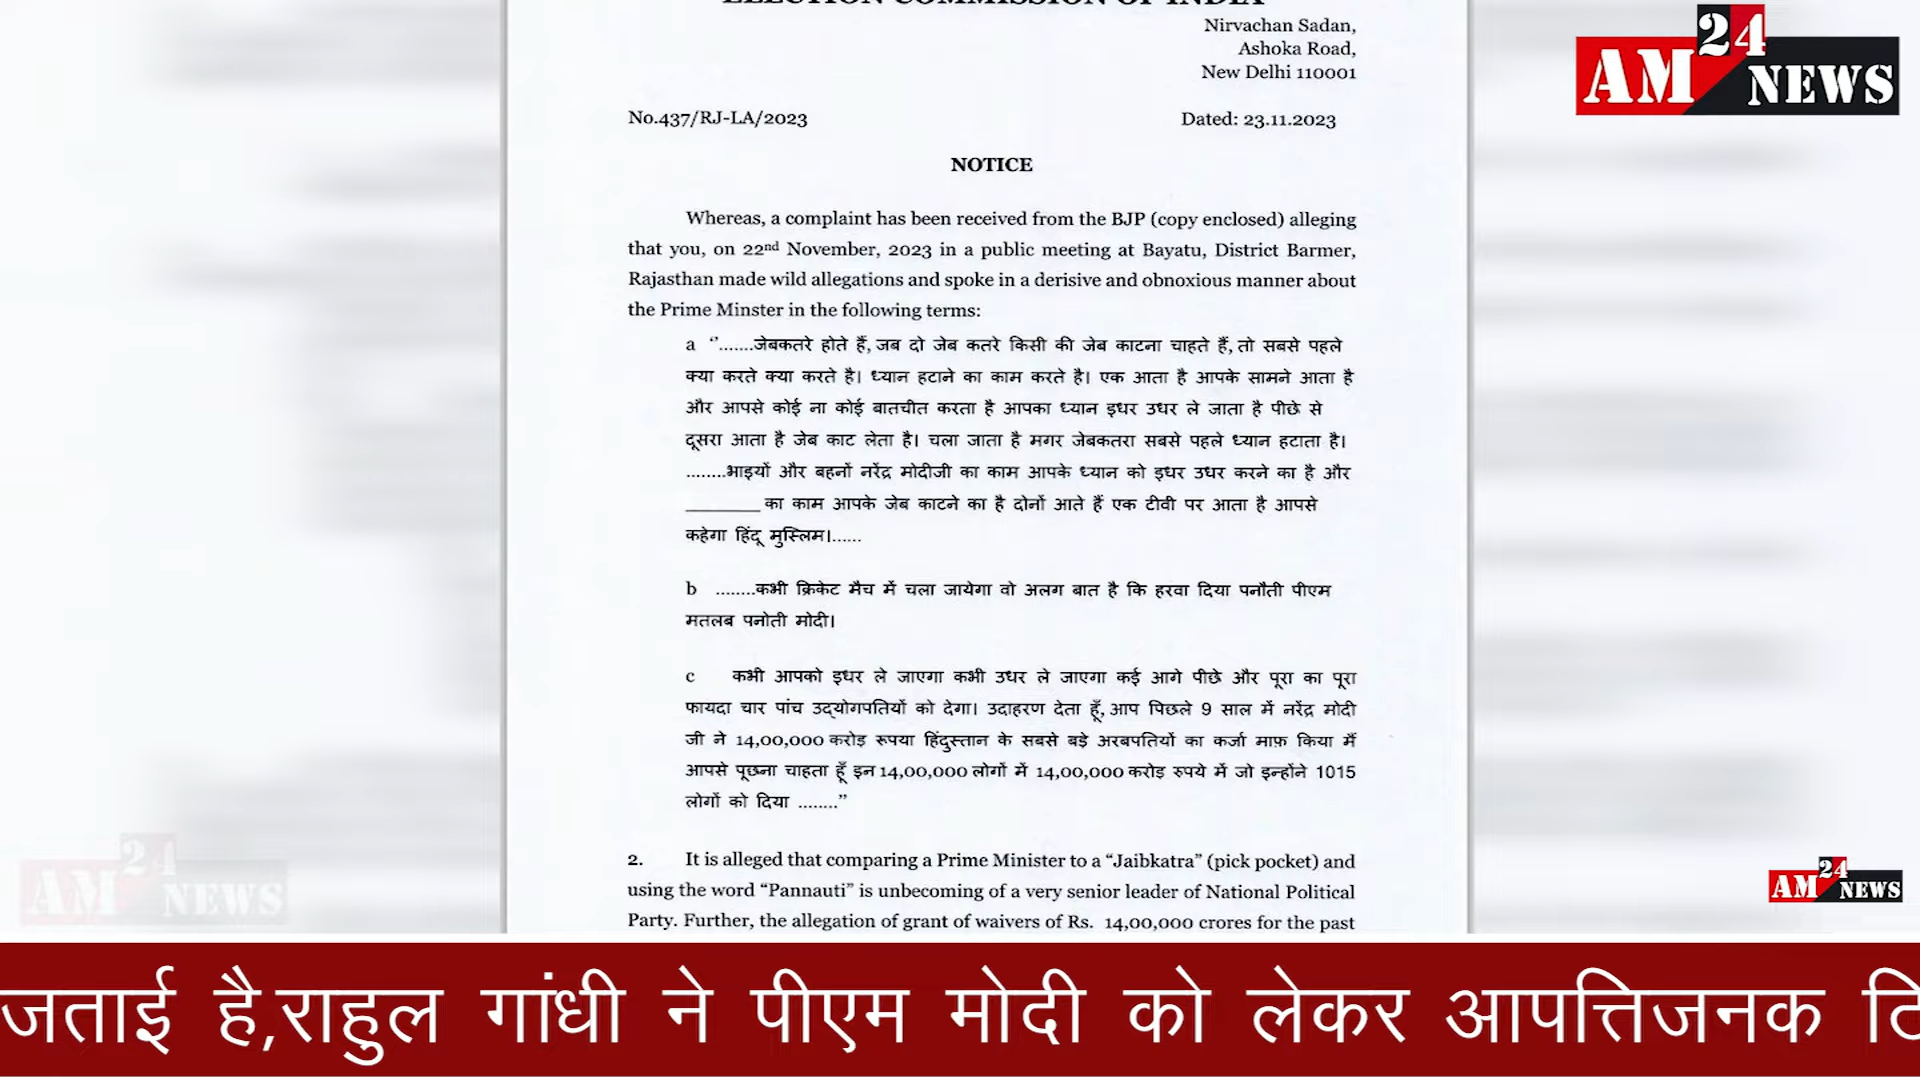 ELECTION COMMISSION OF INDIA
Nirvachan Sadan,
Ashoka Road,
New Delhi 110001
AM 24 NEWS
No.437/RJ-LA/2023
Dated: 23.11.2023
NOTICE
Whereas, a complaint has been received from the BJP (copy enclosed) alleging
that you, on 22nd November, 2023 in a public meeting at Bayatu, District Barmer,
Rajasthan made wild allegations and spoke in a derisive and obnoxious manner about
the Prime Minster in the following terms:
a “.......जेबकतरे होते हैं, जब दो जेब कतरे किसी की जेब काटना चाहते हैं, तो सबसे पहले
क्या करते क्या करते है। ध्यान हटाने का काम करते है। एक आता है आपके सामने आता है
और आपसे कोई ना कोई बातचीत करता है आपका ध्यान इधर उधर ले जाता है पीछे से
दूसरा आता है जेब काट लेता है। चला जाता है मगर जेबकतरा सबसे पहले ध्यान हटाता है।
........भाइयों और बहनों नरेंद्र मोदीजी का काम आपके ध्यान को इधर उधर करने का है और
________ का काम आपके जेब काटने का है दोनों आते हैं एक टीवी पर आता है आपसे
कहेगा हिंदू मुस्लिम।......
b ........कभी क्रिकेट मैच में चला जायेगा वो अलग बात है कि हरवा दिया पनौती पीएम
मतलब पनोती मोदी।
c कभी आपको इधर ले जाएगा कभी उधर ले जाएगा कई आगे पीछे और पूरा का पूरा
फायदा चार पांच उद्योगपतियों को देगा। उदाहरण देता हूँ, आप पिछले 9 साल में नरेंद्र मोदी
जी ने 14,00,000 करोड़ रूपया हिंदुस्तान के सबसे बड़े अरबपतियों का कर्जा माफ़ किया मैं
आपसे पूछना चाहता हूँ इन 14,00,000 लोगों में 14,00,000 करोड़ रुपये में जो इन्होंने 1015
लोगों को दिया ........”
2. It is alleged that comparing a Prime Minister to a “Jaibkatra” (pick pocket) and
using the word “Pannauti” is unbecoming of a very senior leader of National Political
Party. Further, the allegation of grant of waivers of Rs. 14,00,000 crores for the past
AM 24 NEWS
AM 24 NEWS
जताई है,राहुल गांधी ने पीएम मोदी को लेकर आपत्तिजनक